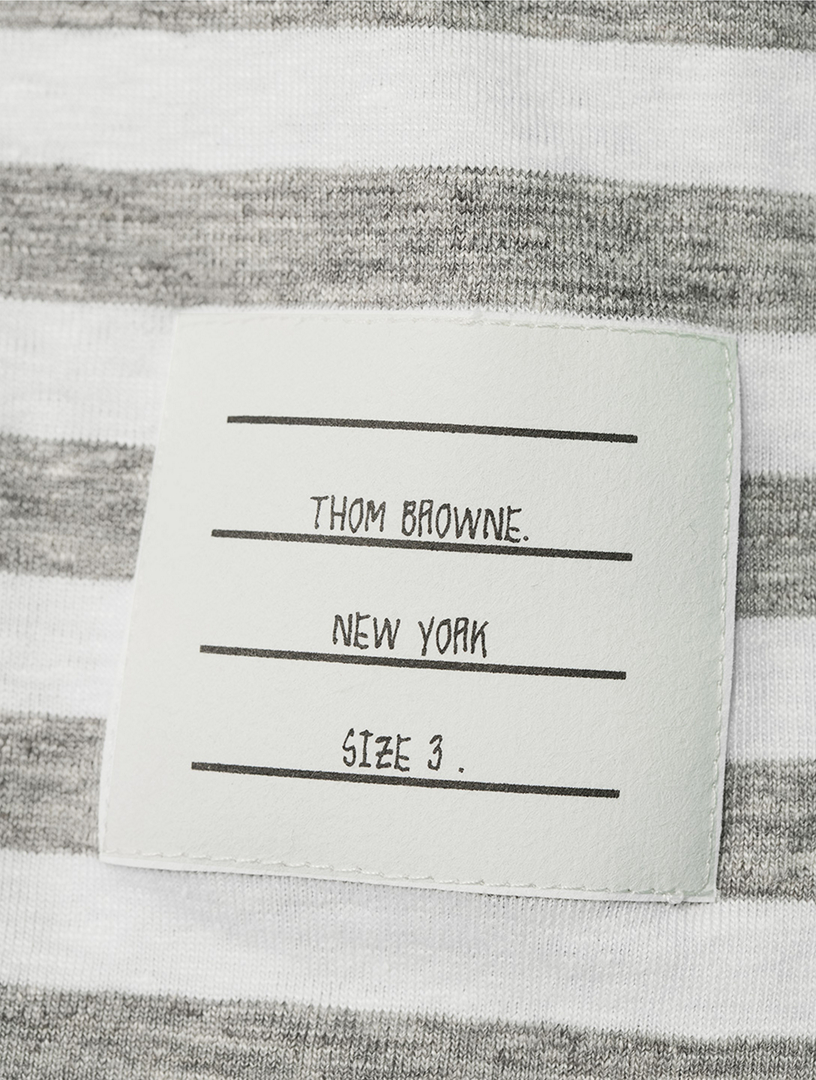 THOM BROWNE.
NEW YORK
SIZE 3 .